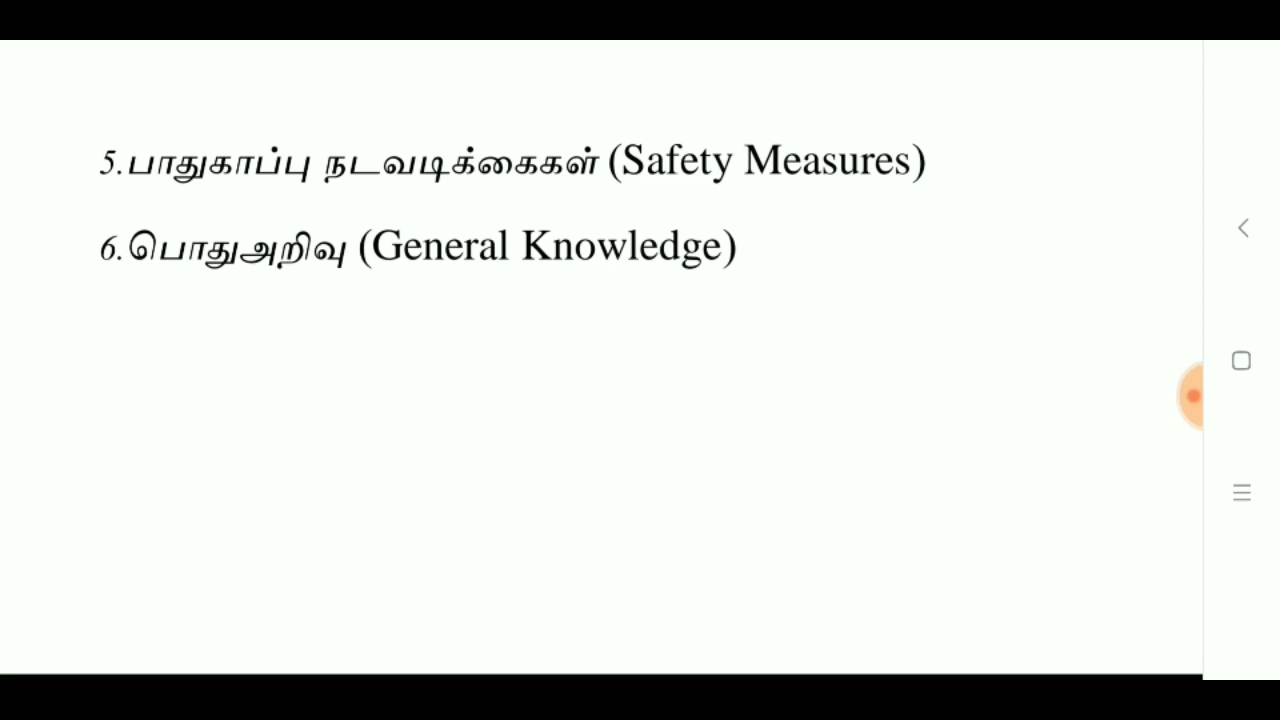 5.பாதுகாப்பு நடவடிக்கைகள் (Safety Measures)
6.பொதுஅறிவு (General Knowledge)